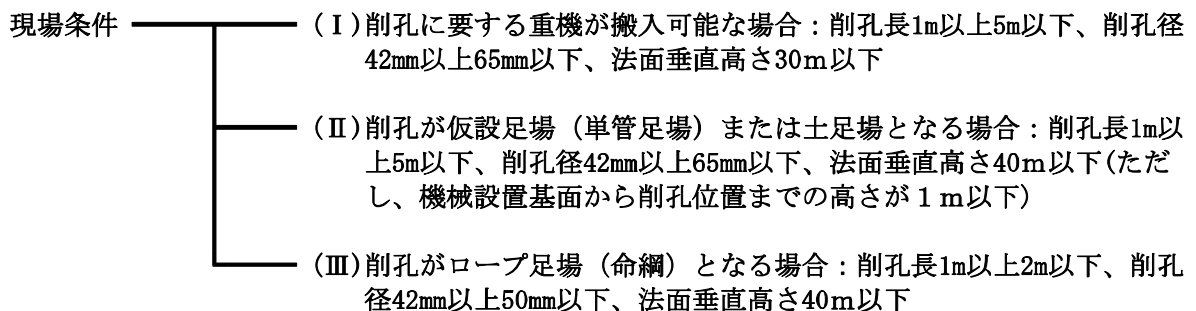 現場条件
(Ⅰ)削孔に要する重機が搬入可能な場合：削孔長1m以上5m以下、削孔径
42mm以上65mm以下、法面垂直高さ30ｍ以下
(Ⅱ)削孔が仮設足場（単管足場）または土足場となる場合：削孔長1m以
上5m以下、削孔径42mm以上65mm以下、法面垂直高さ40ｍ以下(ただ
し、機械設置基面から削孔位置までの高さが１ｍ以下)
(Ⅲ)削孔がロープ足場（命綱）となる場合：削孔長1m以上2m以下、削孔
径42mm以上50mm以下、法面垂直高さ40ｍ以下